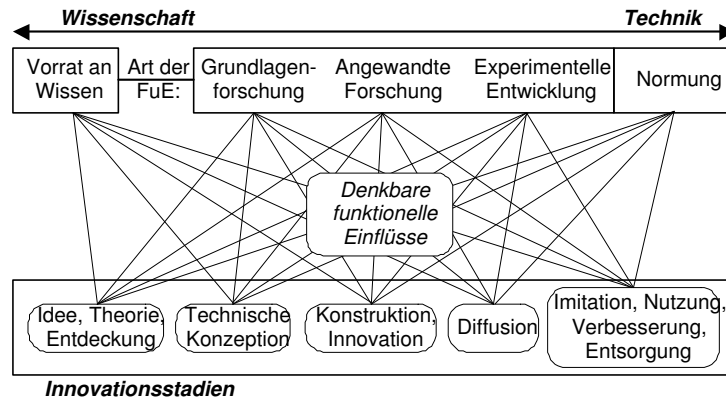 Wissenschaft Technik
Vorrat an Wissen
Art der FuE:
Grundlagen-
forschung
Angewandte
Forschung
Experimentelle
Entwicklung
Normung
Denkbare
funktionelle
Einflüsse
Idee, Theorie,
Entdeckung
Technische
Konzeption
Konstruktion,
Innovation
Diffusion
Imitation, Nutzung,
Verbesserung,
Entsorgung
Innovationsstadien